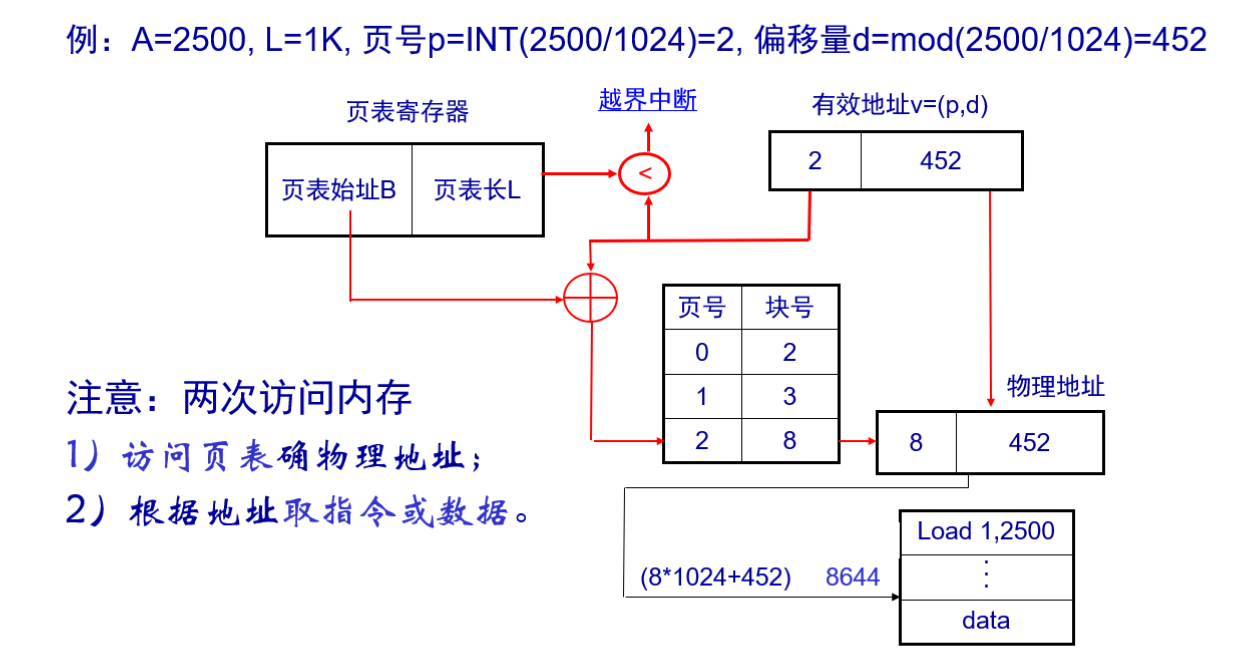 例：A=2500, L=1K, 页号p=INT(2500/1024)=2, 偏移量d=mod(2500/1024)=452
页表寄存器
越界中断
有效地址v=(p,d)
页表始址B 页表长L
<
2 452
页号 块号
0 2
1 3
2 8
物理地址
8 452
注意：两次访问内存
1）访问页表确物理地址；
2）根据地址取指令或数据。
Load 1,2500
(8*1024+452) 8644
⋮
data